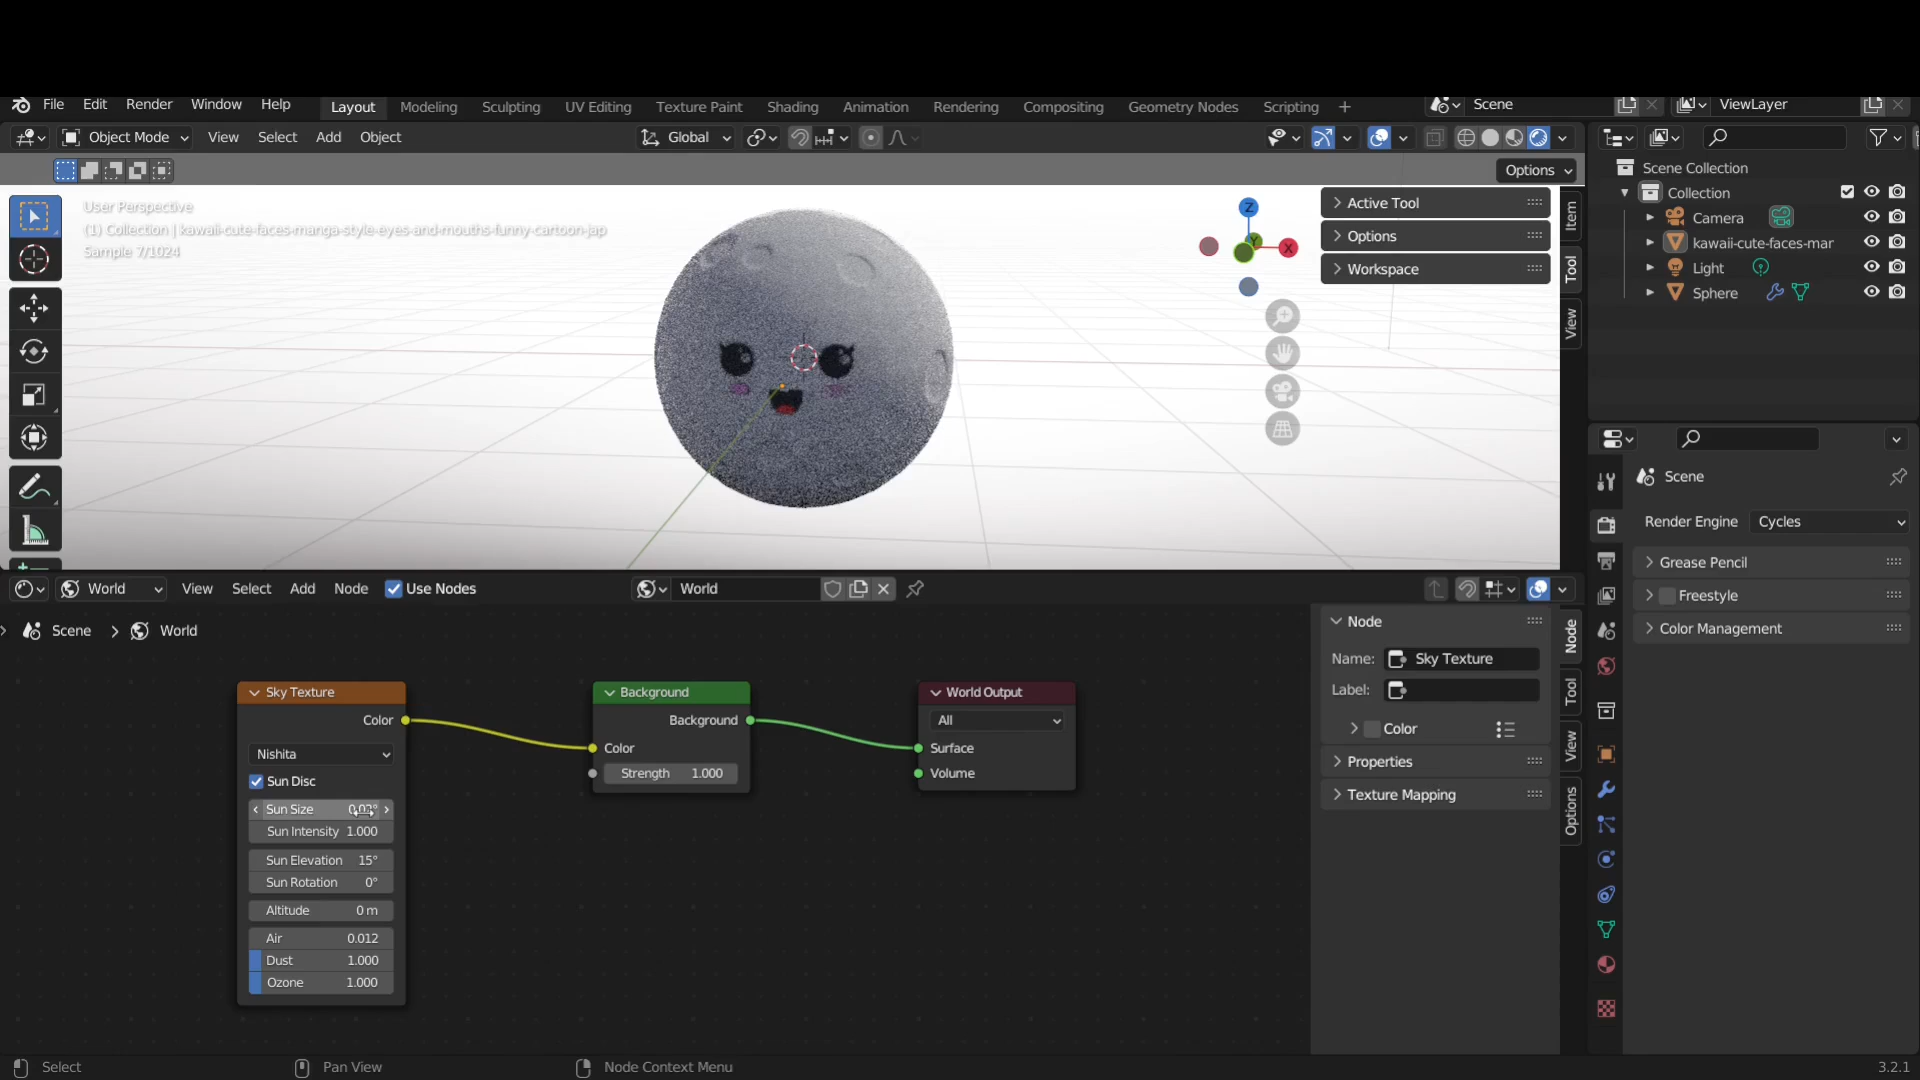 File Edit Render Window Help Layout Modeling Sculpting UV Editing Texture Paint Shading Animation Rendering Compositing Geometry Nodes Scripting + Scene ViewLayer
Object Mode View Select Add Object Global
Options
User Perspective
(1) Collection | kawaii-cute-faces-manga-style-eyes-and-mouths-funny-cartoon-jap
Sample 7/1024
Z
Y
X
Active Tool
Options
Workspace
Item
Tool
View
Scene Collection
Collection
Camera
kawaii-cute-faces-mar
Light
Sphere
Scene
Render Engine Cycles
Grease Pencil
Freestyle
Color Management
World View Select Add Node Use Nodes World
Scene > World
Sky Texture
Color
Nishita
Sun Disc
Sun Size
Sun Intensity 1.000
Sun Elevation 15°
Sun Rotation 0°
Altitude 0 m
Air 0.012
Dust 1.000
Ozone 1.000
Background
Background
Color
Strength 1.000
World Output
All
Surface
Volume
Node
Name: Sky Texture
Label:
Color
Properties
Texture Mapping
Node
Tool
View
Options
Select Pan View Node Context Menu 3.2.1